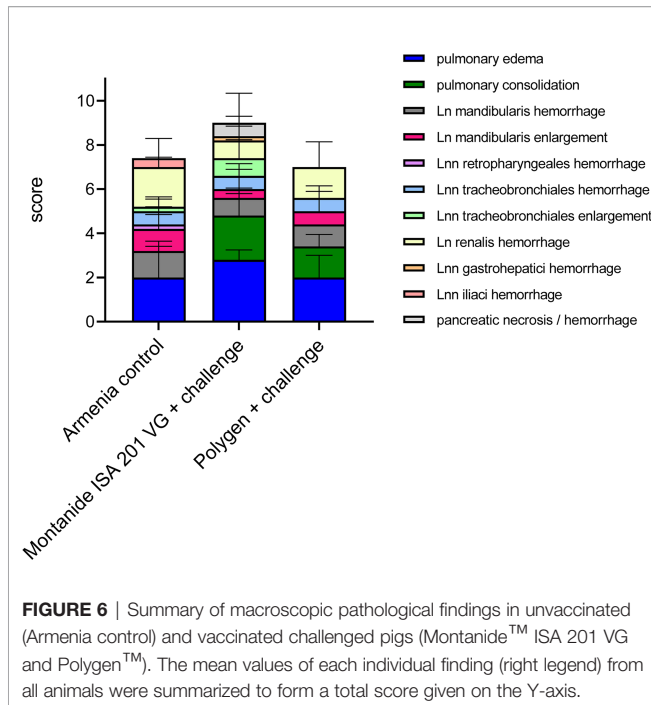 score
10
8
6
4
2
0
Armenia control
Montanide ISA 201 VG + challenge
Polygen + challenge
pulmonary edema
pulmonary consolidation
Ln mandibularis hemorrhage
Ln mandibularis enlargement
Lnn retropharyngeales hemorrhage
Lnn tracheobronchiales hemorrhage
Lnn tracheobronchiales enlargement
Ln renalis hemorrhage
Lnn gastrohepatici hemorrhage
Lnn iliaci hemorrhage
pancreatic necrosis / hemorrhage
FIGURE 6 | Summary of macroscopic pathological findings in unvaccinated
(Armenia control) and vaccinated challenged pigs (Montanide™ ISA 201 VG
and Polygen™). The mean values of each individual finding (right legend) from
all animals were summarized to form a total score given on the Y-axis.